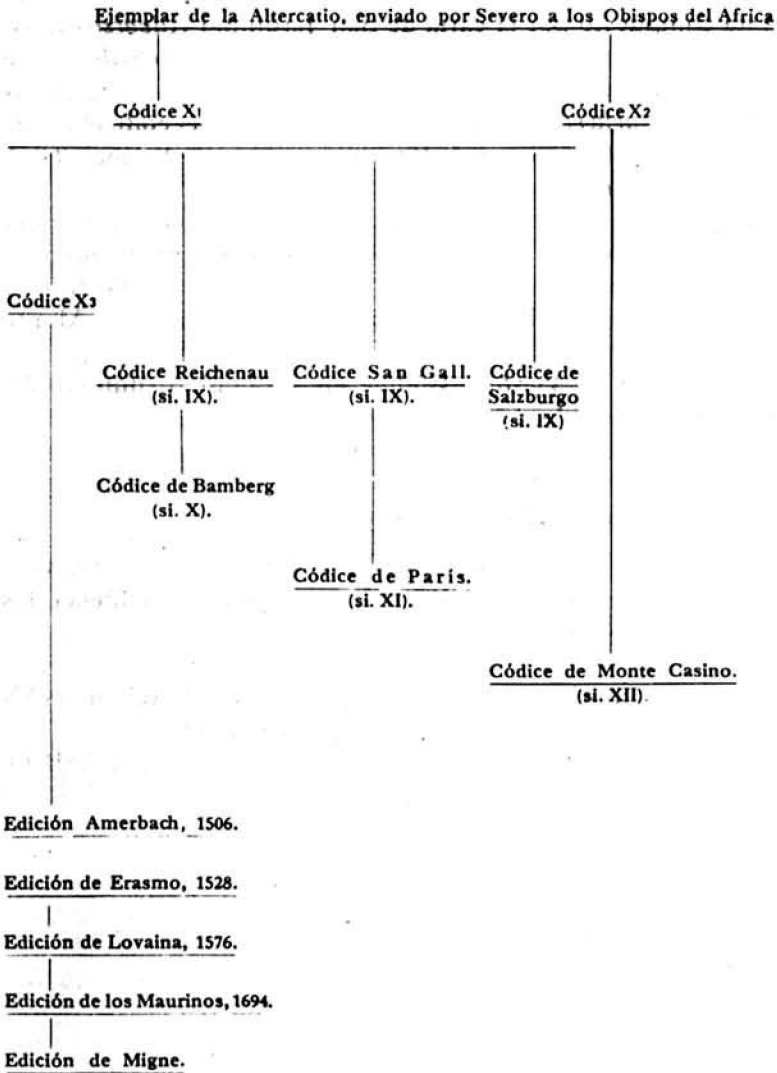 Ejemplar de la Altercatio, enviado por Severo a los Obispos del Africa
Códice X1
Códice X2
Códice X3
Códice Reichenau
(si. IX).
Códice San Gall.
(si. IX).
Códice de
Salzburgo
(si. IX)
Códice de Bamberg
(si. X).
Códice de París.
(si. XI).
Códice de Monte Casino.
(si. XII).
Edición Amerbach, 1506.
Edición de Erasmo, 1528.
Edición de Lovaina, 1576.
Edición de los Maurinos, 1694.
Edición de Migne.